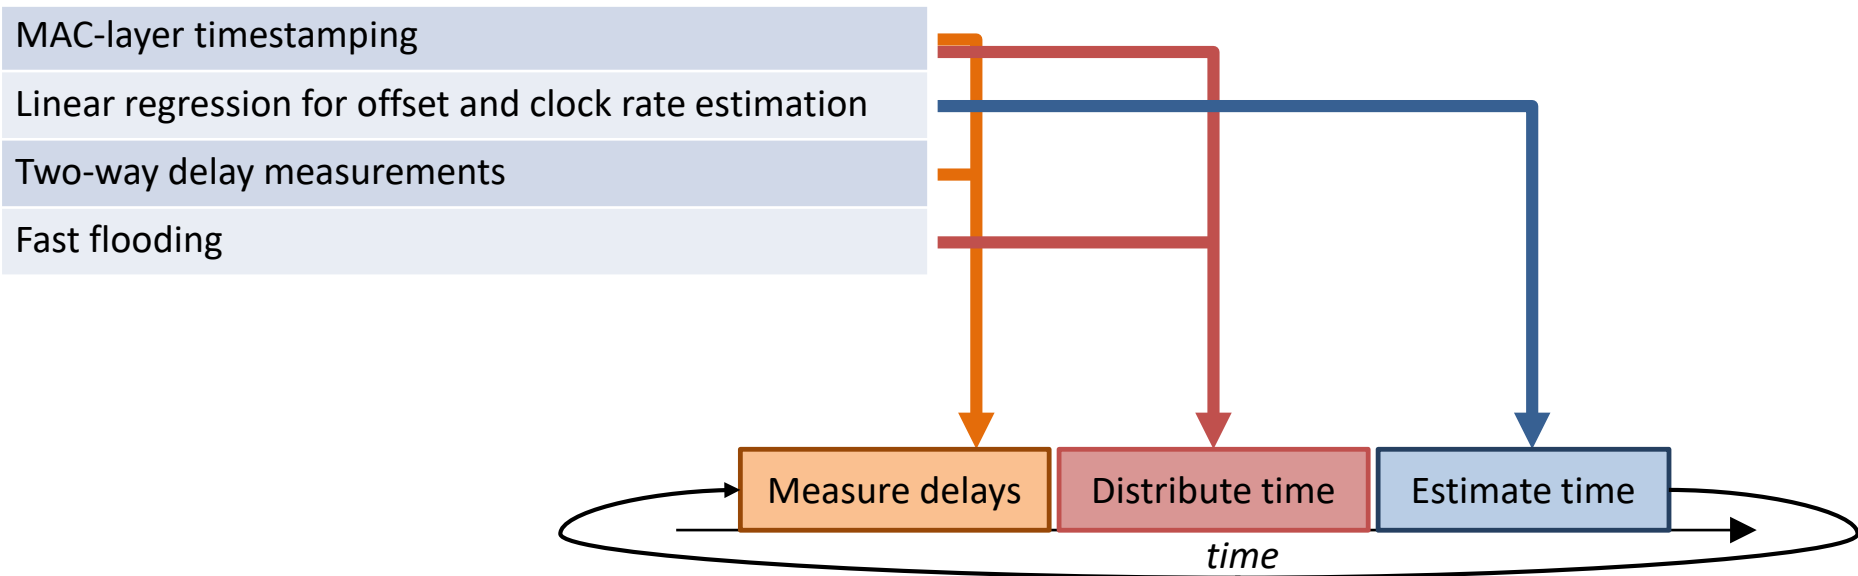 MAC-layer timestamping
Linear regression for offset and clock rate estimation
Two-way delay measurements
Fast flooding
Measure delays
Distribute time
Estimate time
time